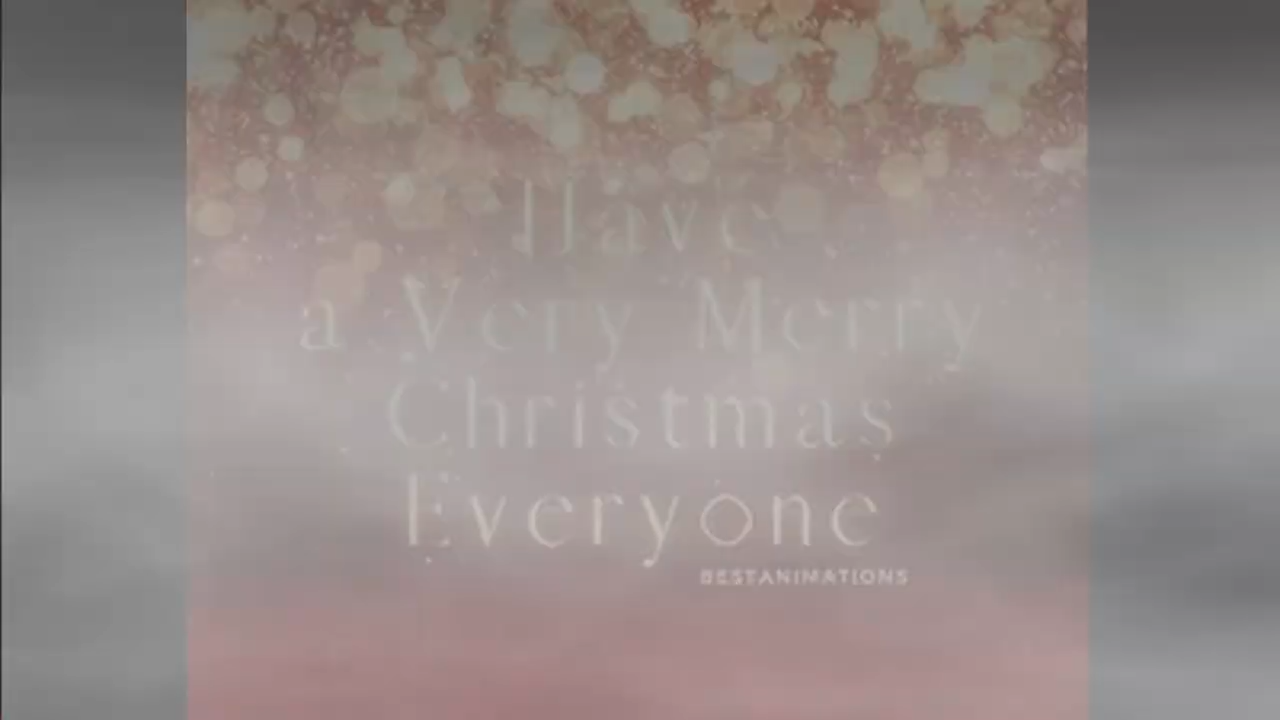 Have
a Very Merry
Christmas
Everyone
BESTANIMATIONS